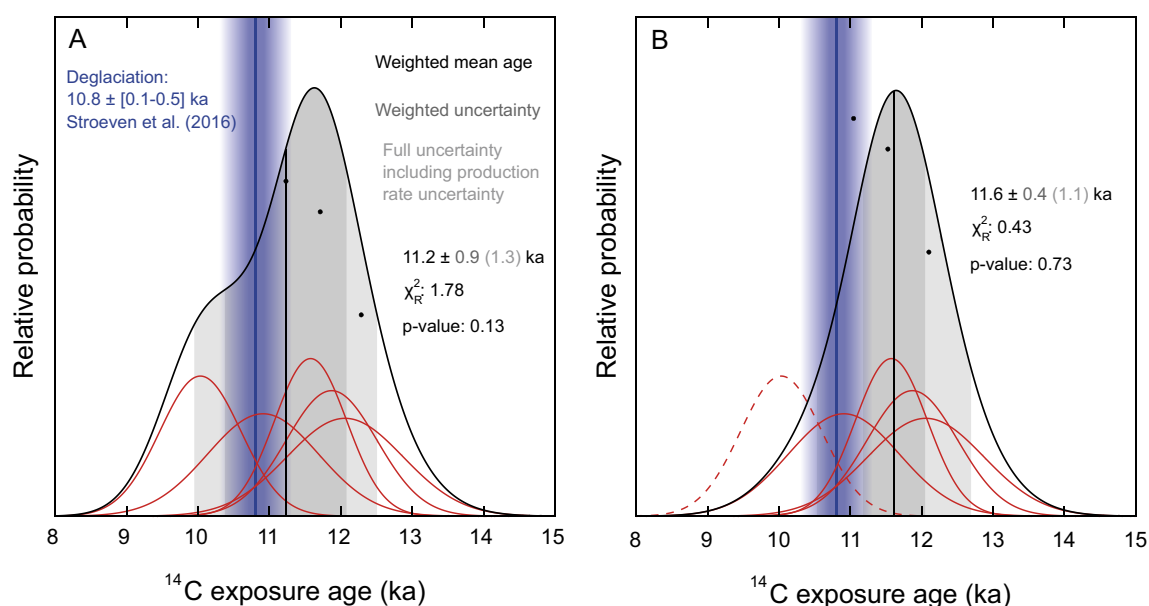 A
Deglaciation:
10.8 ± [0.1-0.5] ka
Stroeven et al. (2016)
Weighted mean age
Weighted uncertainty
Full uncertainty
including production
rate uncertainty
11.2 ± 0.9 (1.3) ka
χ²R: 1.78
p-value: 0.13
Relative probability
8 9 10 11 12 13 14 15
14C exposure age (ka)
B
11.6 ± 0.4 (1.1) ka
χ²R: 0.43
p-value: 0.73
Relative probability
8 9 10 11 12 13 14 15
14C exposure age (ka)